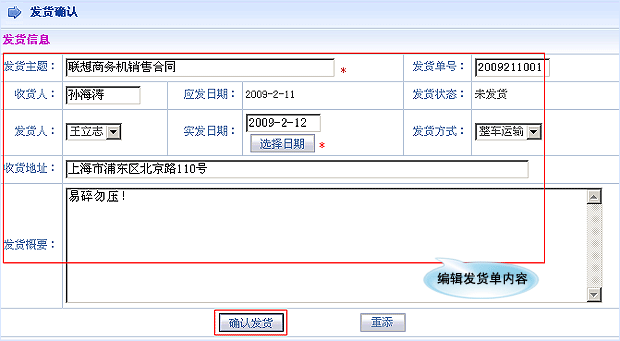 发货确认
发货信息
发货主题： 联想商务机销售合同 * 发货单号： 2009211001
收货人： 孙海涛 应发日期： 2009-2-11 发货状态： 未发货
发货人： 王立志 实发日期： 2009-2-12 选择日期 * 发货方式： 整车运输
收货地址： 上海市浦东区北京路110号
易碎勿压！
发货概要：
编辑发货单内容
确认发货 重添